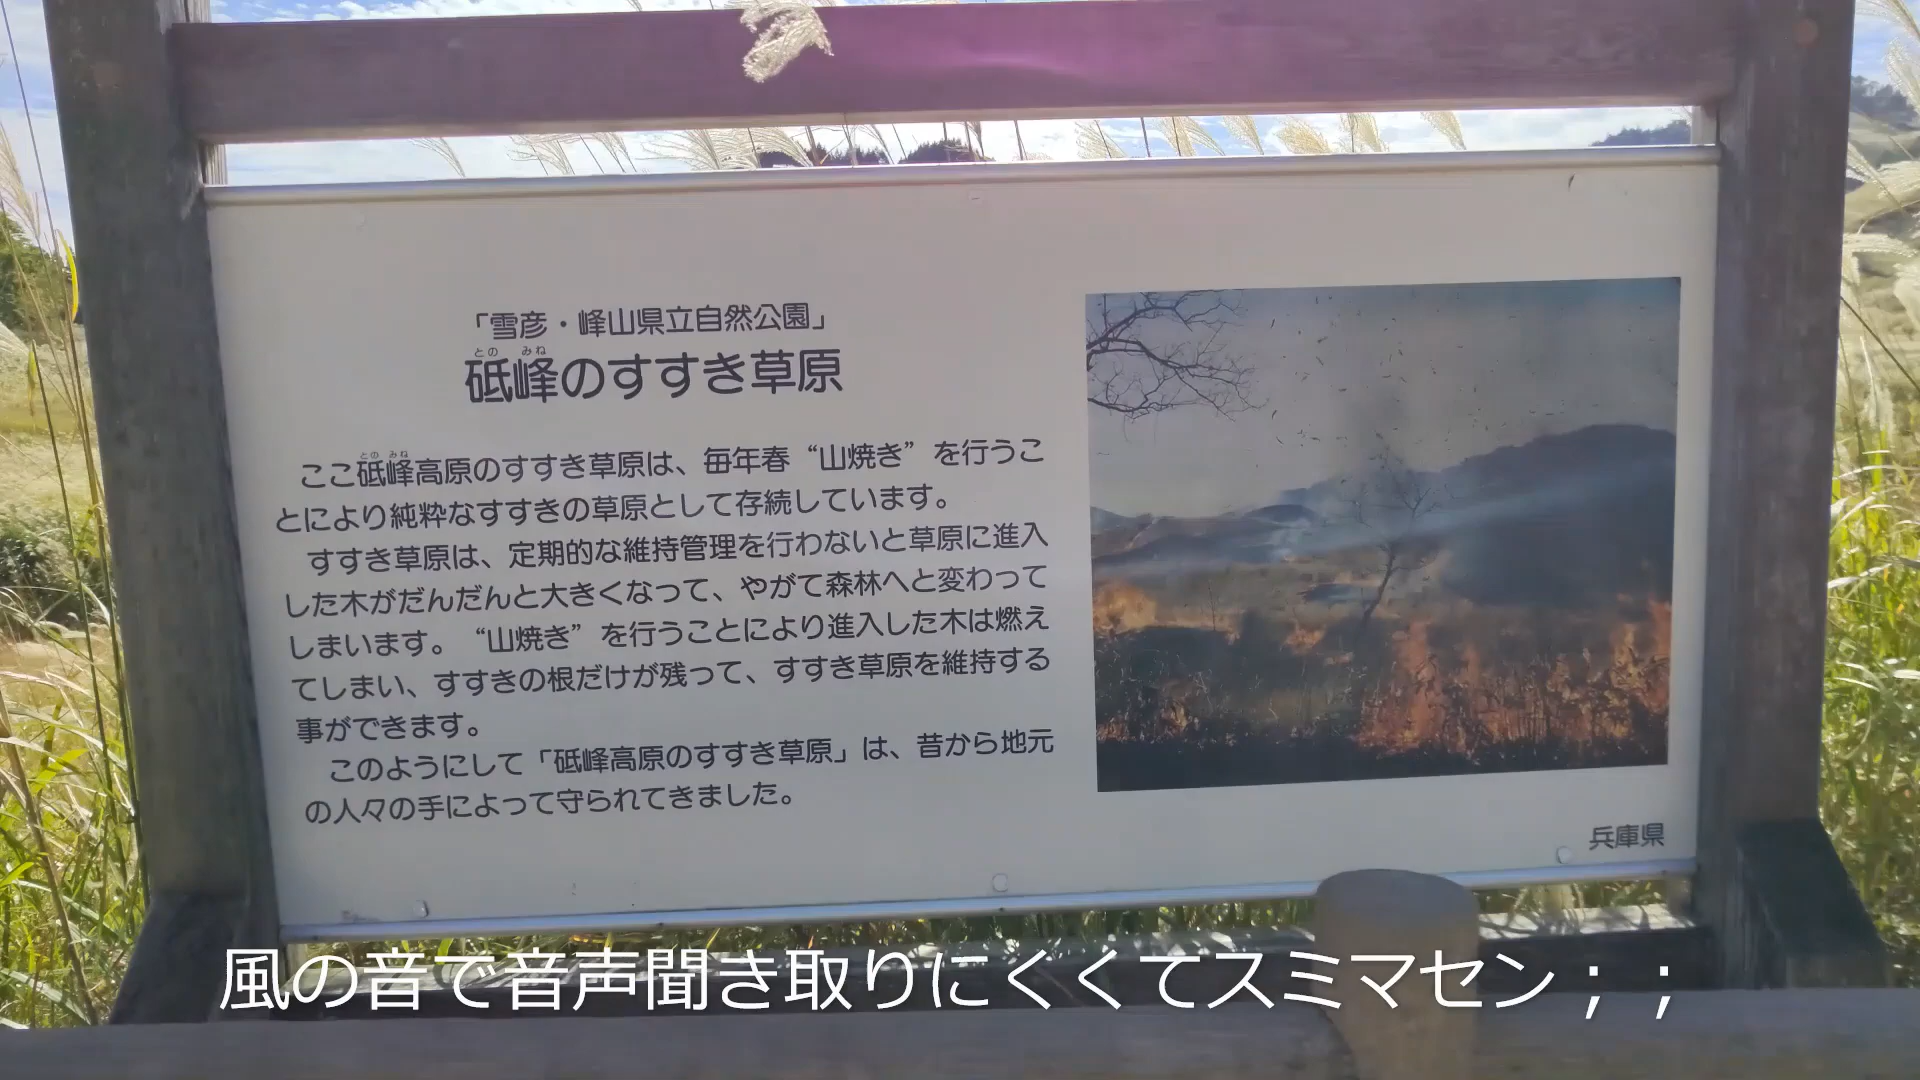 「雪彦・峰山県立自然公園」
との みね
砥峰のすすき草原
との みね
ここ砥峰高原のすすき草原は、毎年春“山焼き”を行うこ
とにより純粋なすすきの草原として存続しています。
すすき草原は、定期的な維持管理を行わないと草原に進入
した木がだんだんと大きくなって、やがて森林へと変わって
しまいます。“山焼き”を行うことにより進入した木は燃え
てしまい、すすきの根だけが残って、すすき草原を維持する
事ができます。
このようにして「砥峰高原のすすき草原」は、昔から地元
の人々の手によって守られてきました。
兵庫県
風の音で音声聞き取りにくくてスミマセン；；